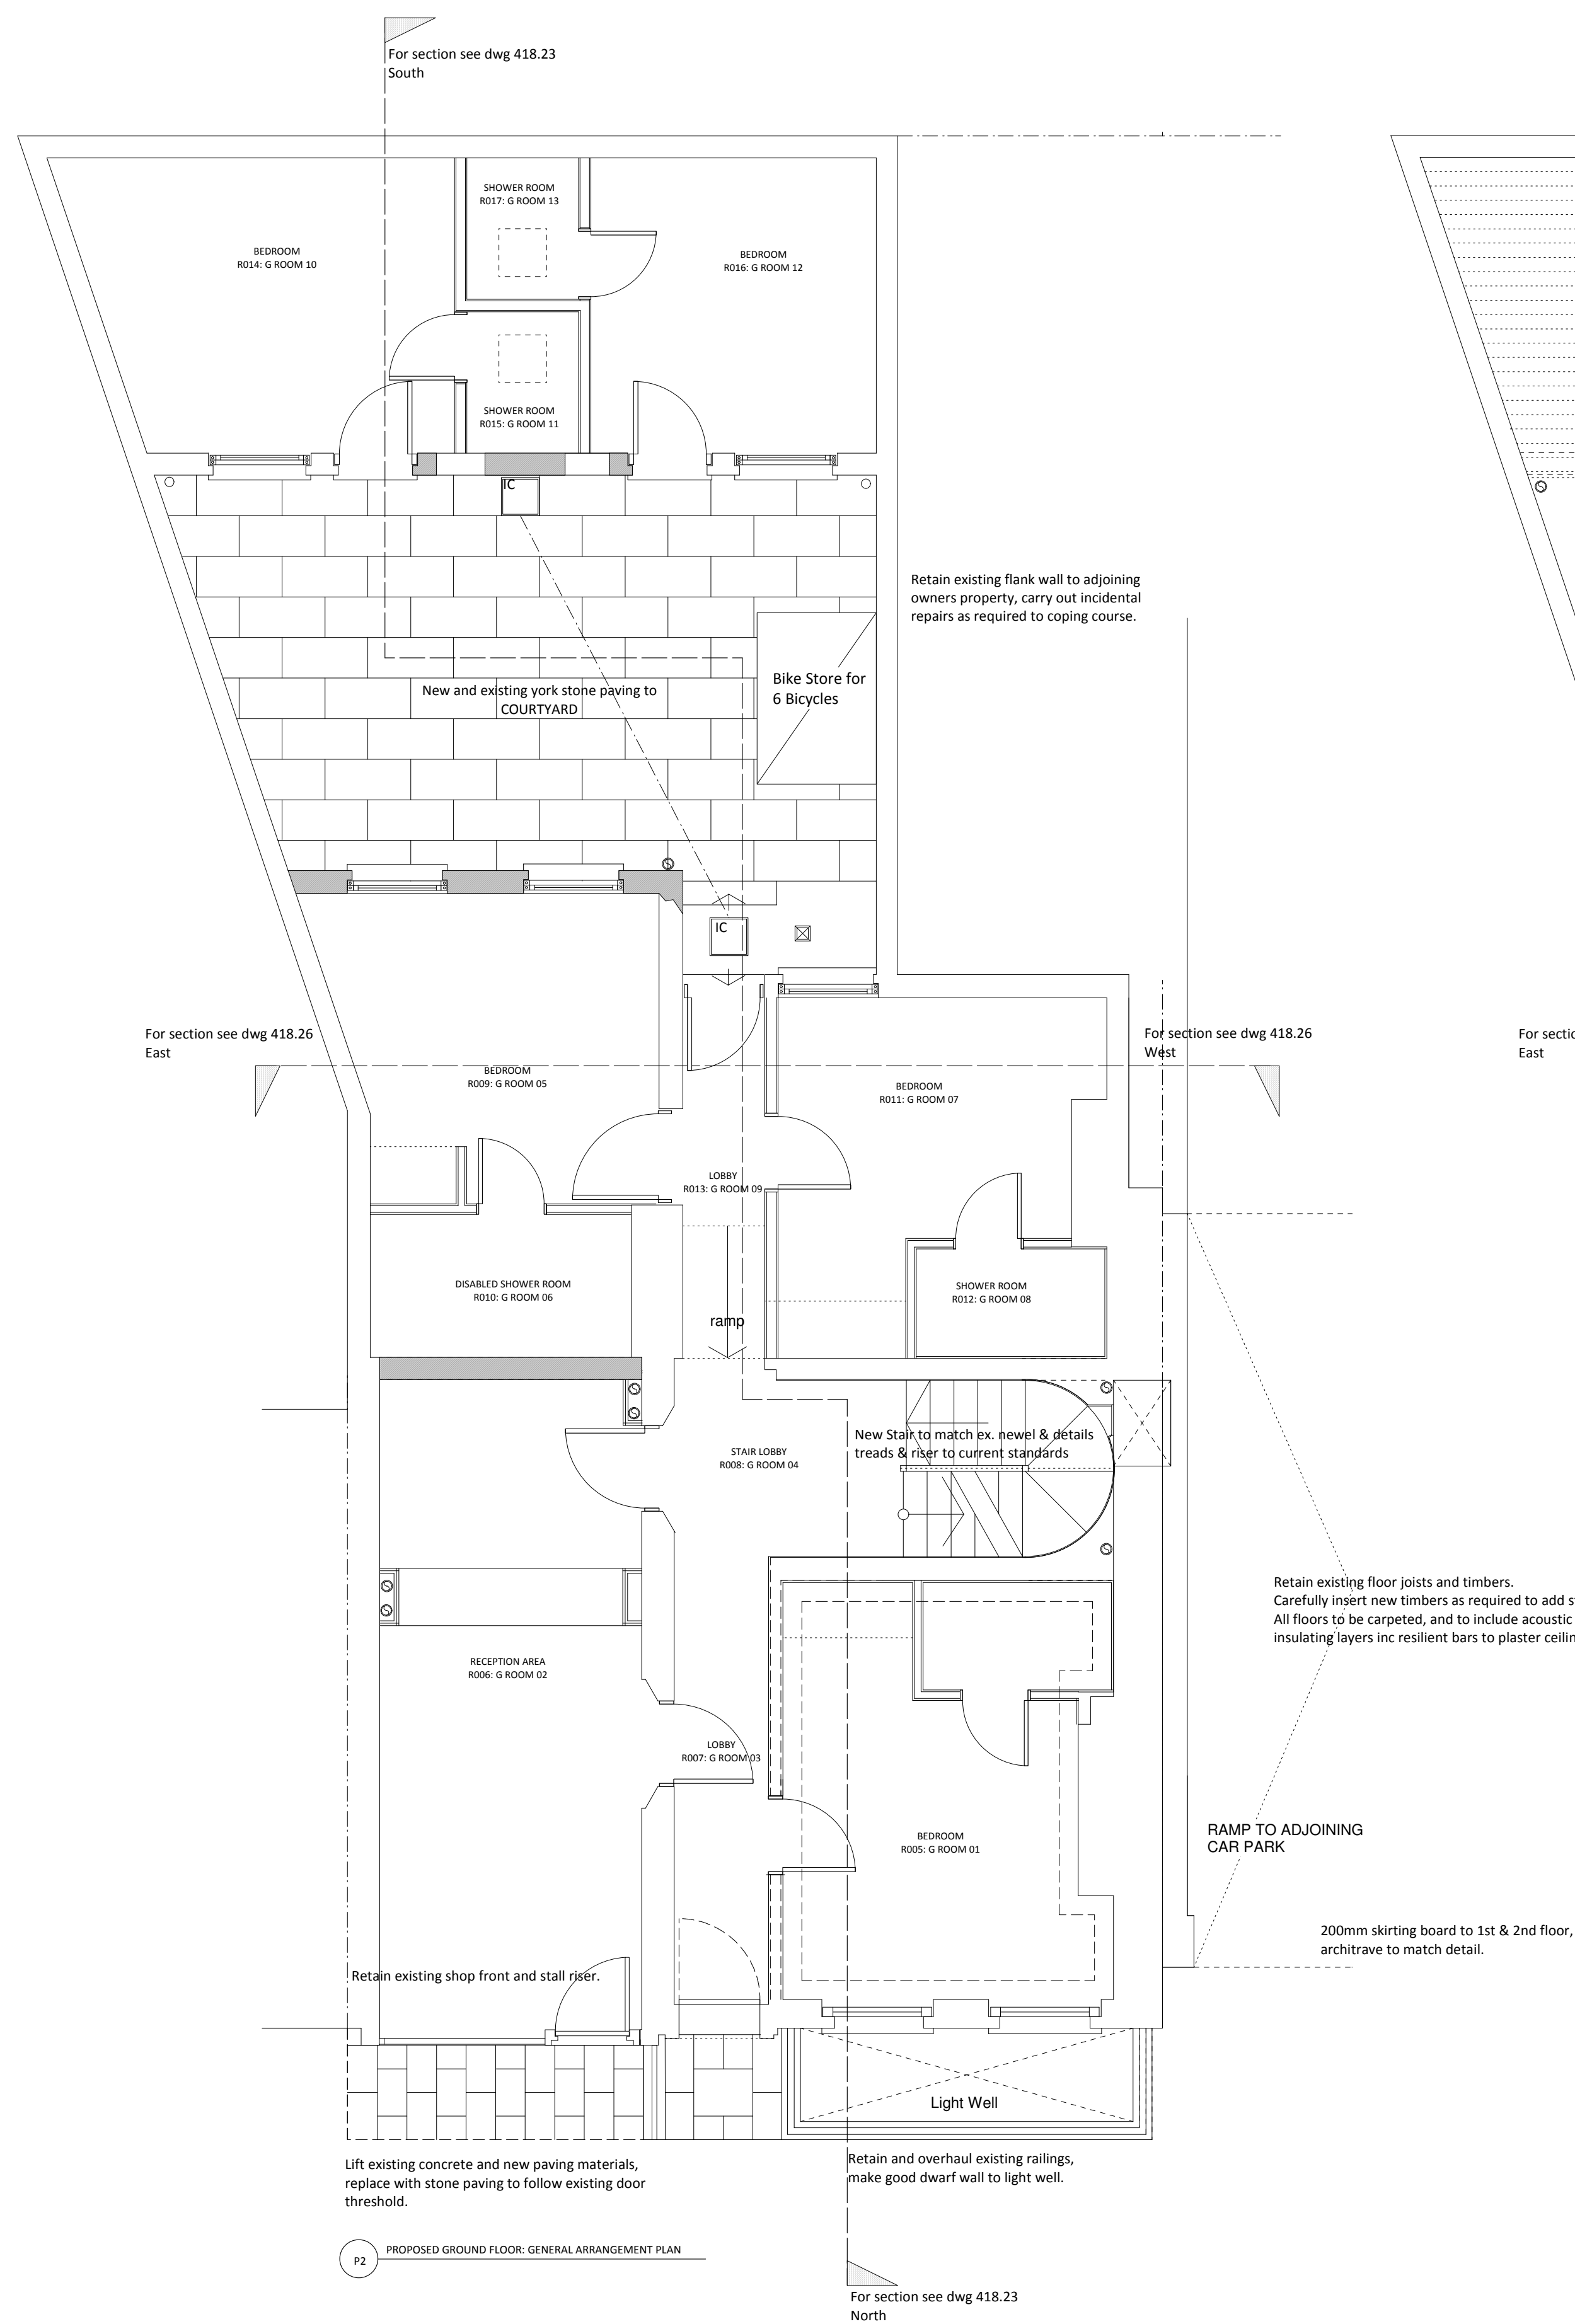 For section see dwg 418.23
South
SHOWER ROOM
R017: G ROOM 13
BEDROOM
R014: G ROOM 10
BEDROOM
R016: G ROOM 12
SHOWER ROOM
R015: G ROOM 11
IC
Retain existing flank wall to adjoining
owners property, carry out incidental
repairs as required to coping course.
Bike Store for
6 Bicycles
New and existing york stone paving to
COURTYARD
IC
For section see dwg 418.26
East
For section see dwg 418.26
West
For sectio
East
BEDROOM
R009: G ROOM 05
BEDROOM
R011: G ROOM 07
LOBBY
R013: G ROOM 09
DISABLED SHOWER ROOM
R010: G ROOM 06
SHOWER ROOM
R012: G ROOM 08
ramp
New Stair to match ex. newel & details
treads & riser to current standards
STAIR LOBBY
R008: G ROOM 04
Retain existing floor joists and timbers.
Carefully insert new timbers as required to add s
All floors to be carpeted, and to include acoustic
insulating layers inc resilient bars to plaster ceilin
RECEPTION AREA
R006: G ROOM 02
LOBBY
R007: G ROOM 03
BEDROOM
R005: G ROOM 01
RAMP TO ADJOINING
CAR PARK
200mm skirting board to 1st & 2nd floor,
architrave to match detail.
Retain existing shop front and stall riser.
Light Well
Lift existing concrete and new paving materials,
replace with stone paving to follow existing door
threshold.
Retain and overhaul existing railings,
make good dwarf wall to light well.
P2
PROPOSED GROUND FLOOR: GENERAL ARRANGEMENT PLAN
For section see dwg 418.23
North